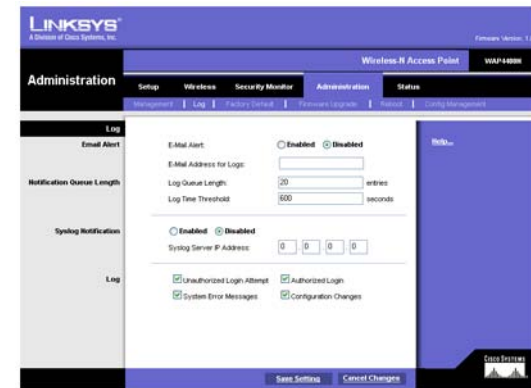 LINKSYS®
A Division of Cisco Systems, Inc.
Firmware Version: 1.
Wireless-N Access Point
WAP4400N
Administration
Setup Wireless Security Monitor Administration Status
Management | Log | Factory Default | Firmware Upgrade | Reboot | Config Management
Log
Email Alert
E-Mail Alert: Enabled Disabled
Help...
E-Mail Address for Logs:
Notification Queue Length
Log Queue Length: 20 entries
Log Time Threshold: 600 seconds
Syslog Notification
Enabled Disabled
Syslog Server IP Address: 0 0 0 0
Log
Unauthorized Login Attempt Authorized Login
System Error Messages Configuration Changes
Save Setting Cancel Changes
Cisco Systems